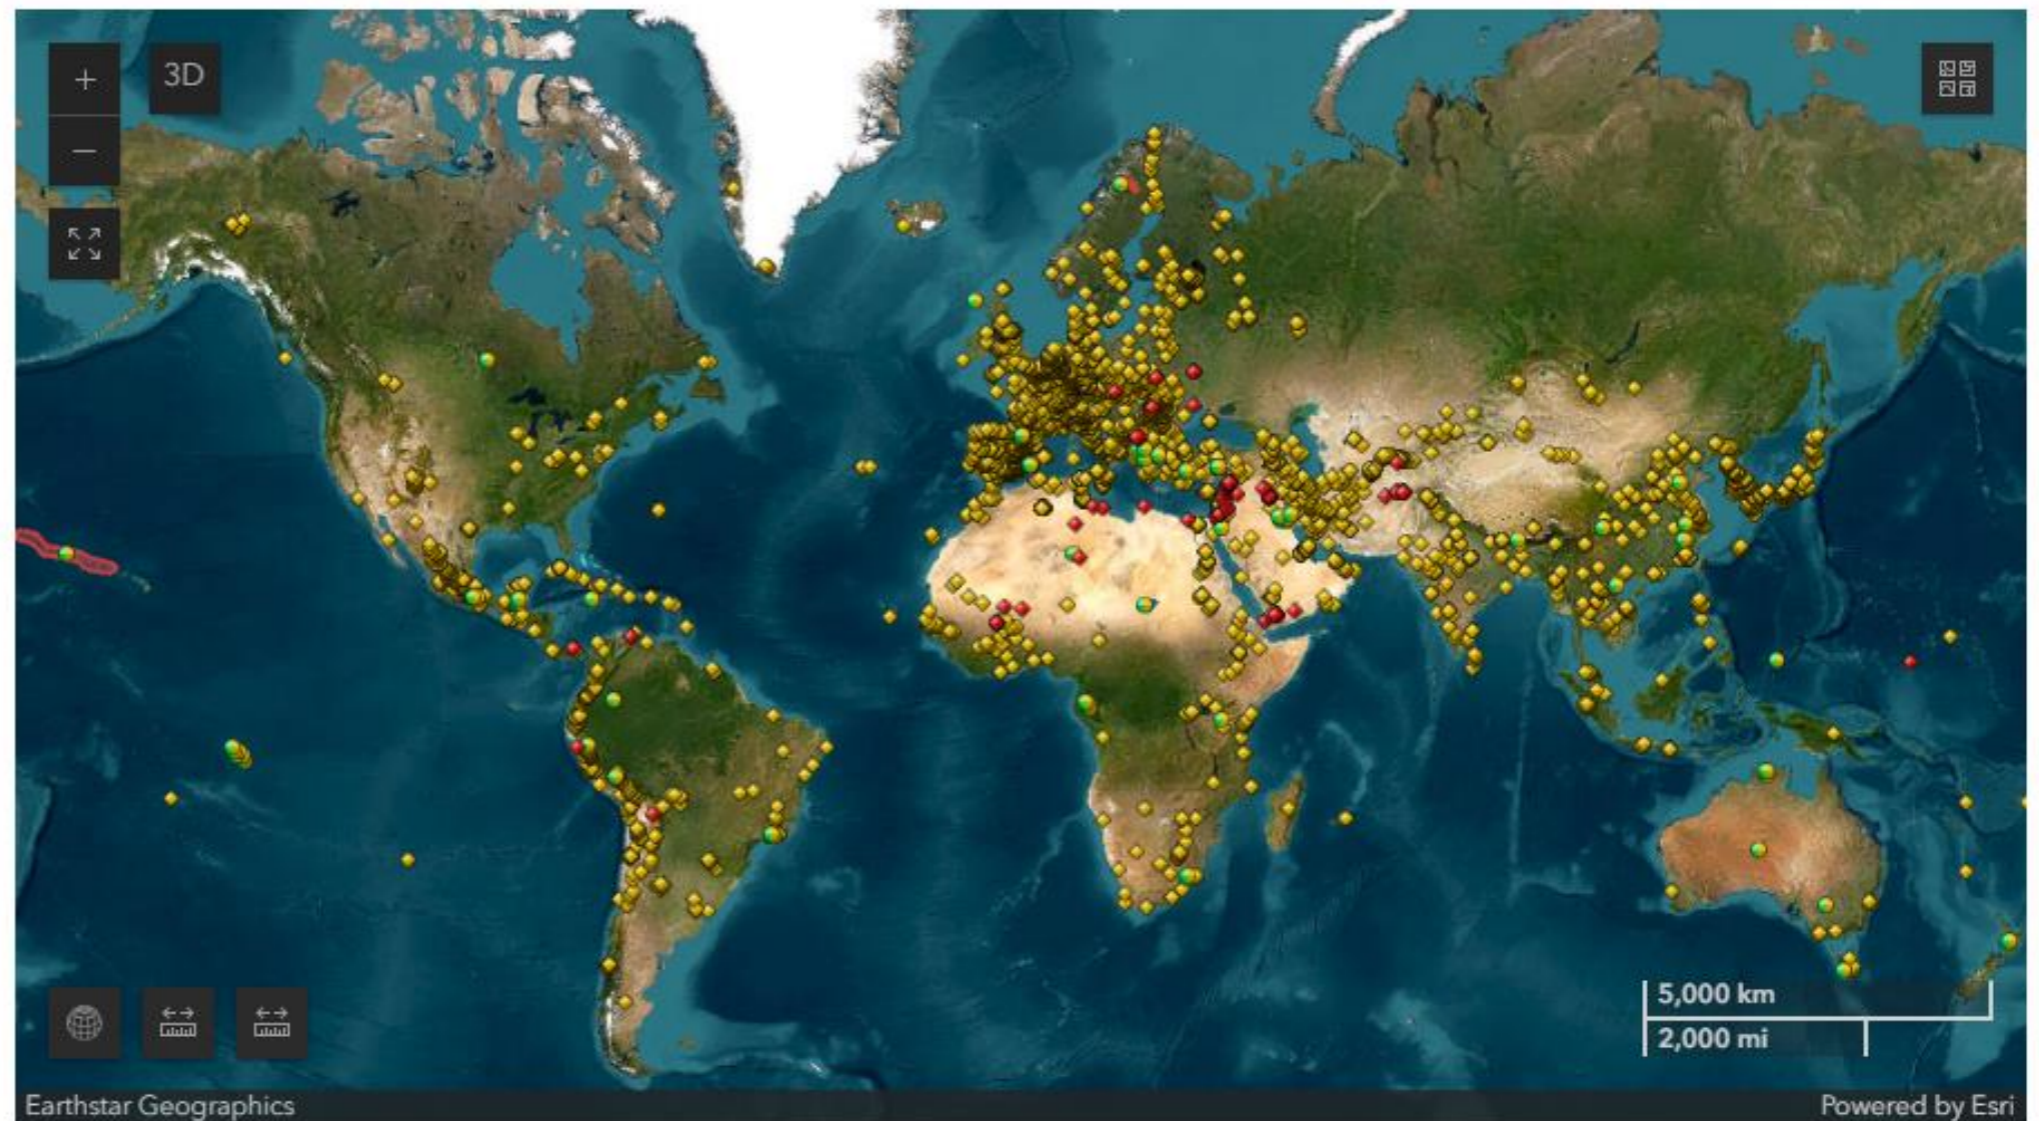 +
3D
−
5,000 km
2,000 mi
Earthstar Geographics
Powered by Esri